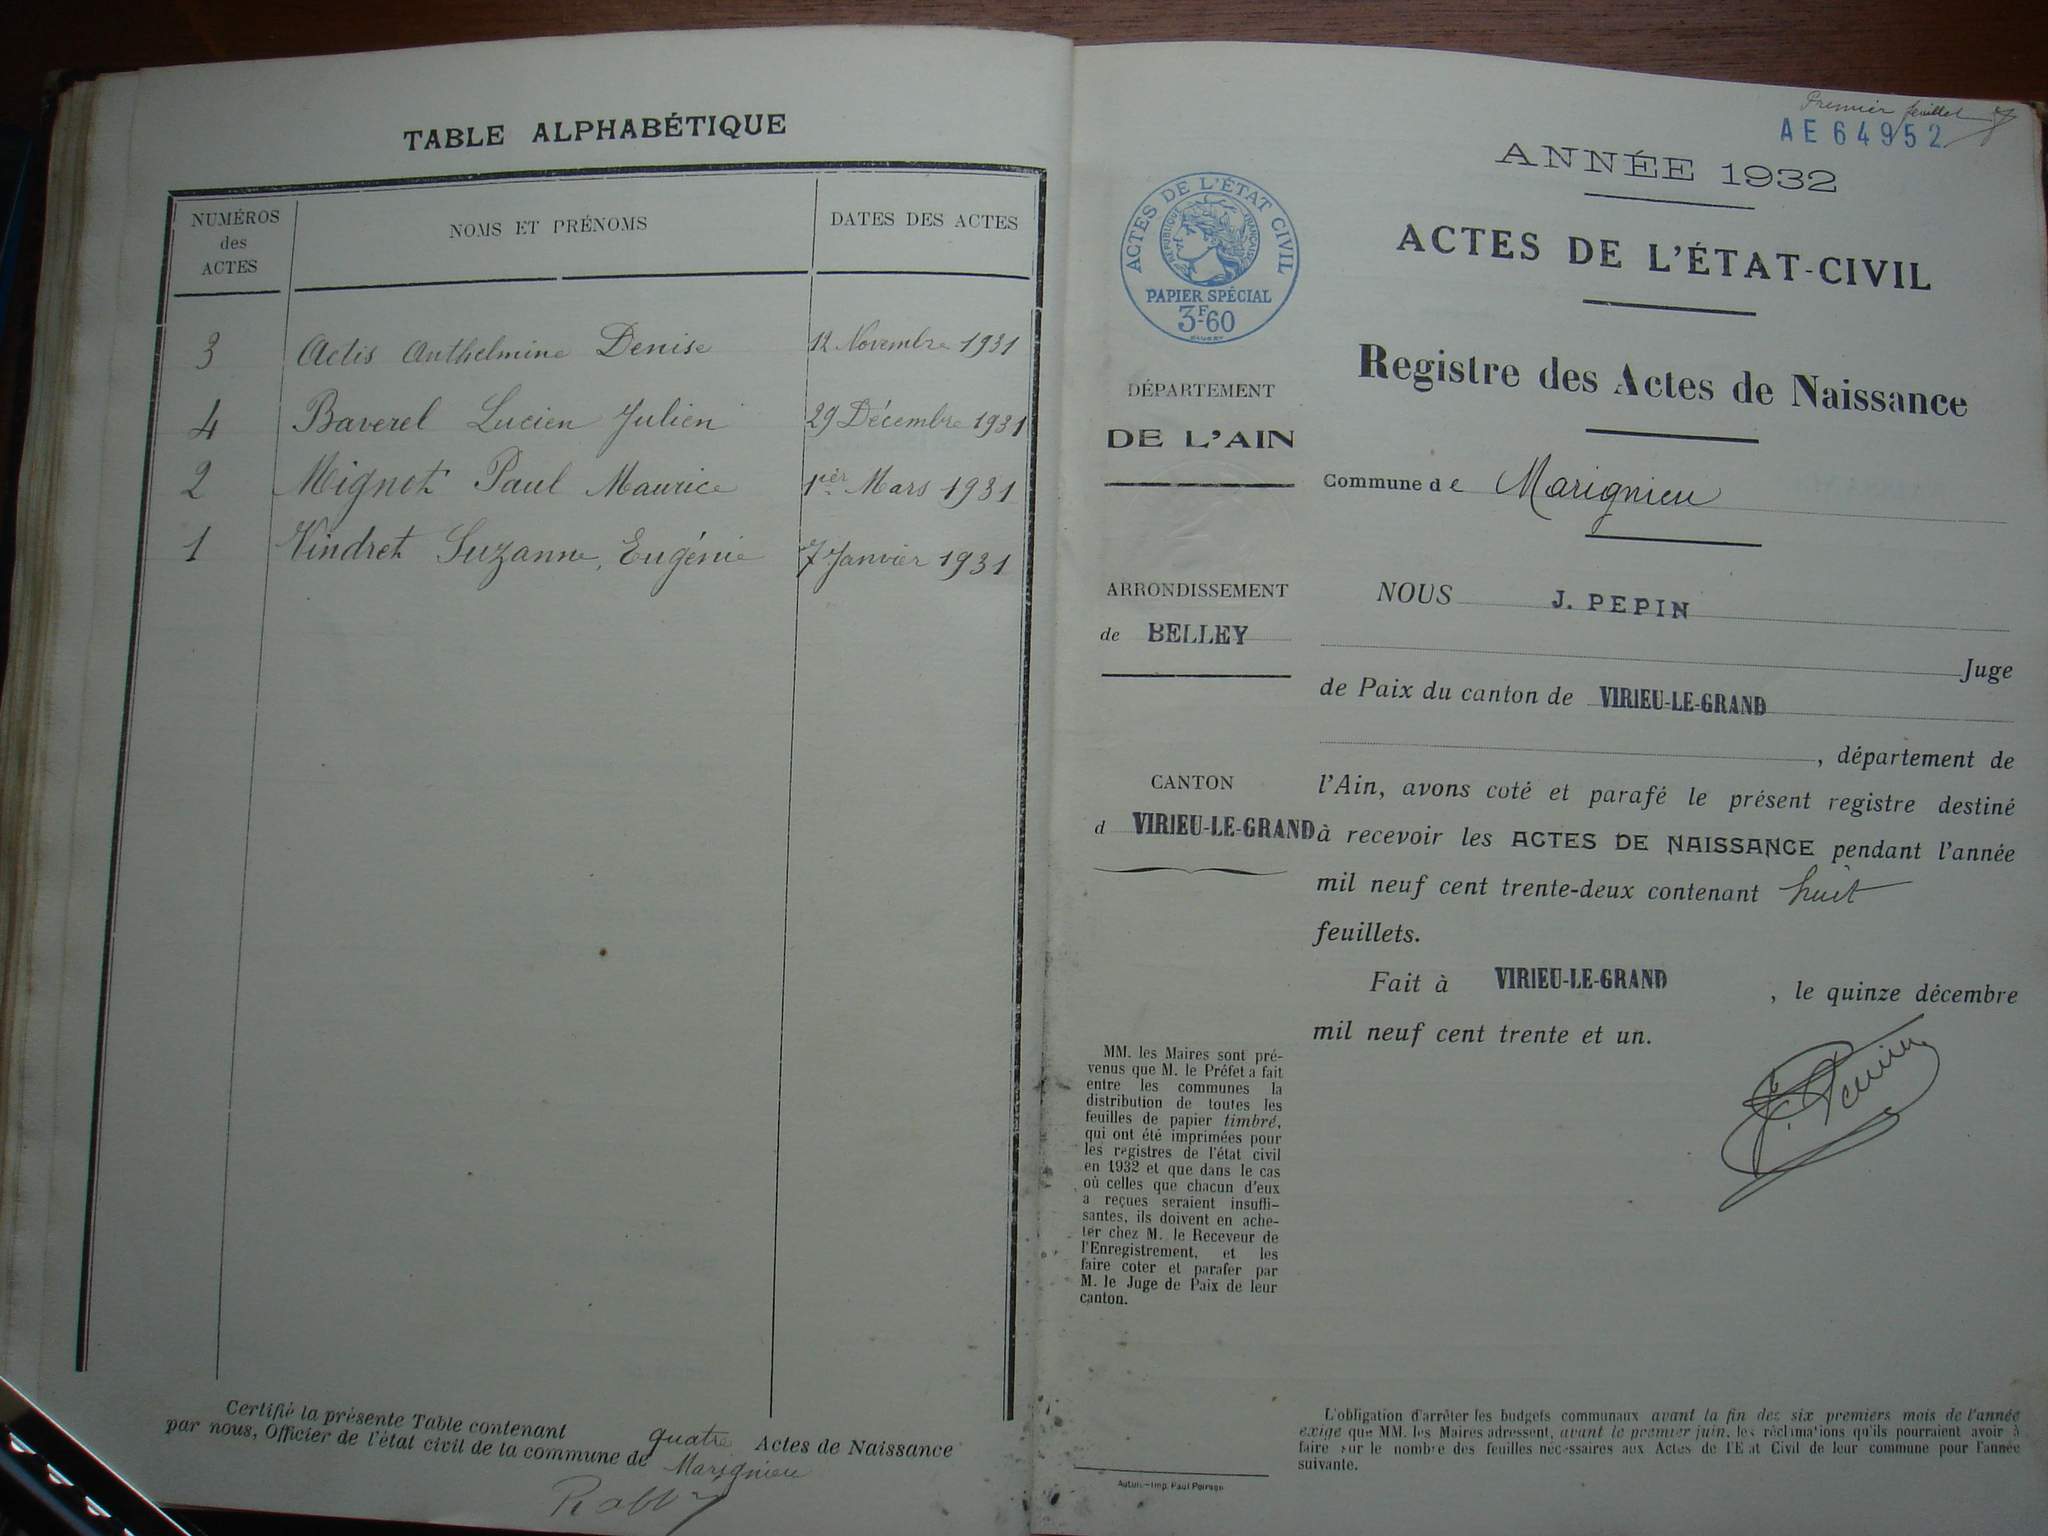 TABLE ALPHABÉTIQUE
NUMÉROS
des
ACTES
NOMS ET PRÉNOMS
DATES DES ACTES
3 Actis Anthelmine Denise 12 Novembre 1931
4 Baverel Lucien Julien 29 Décembre 1931
2 Mignot Paul Maurice 1ier Mars 1931
1 Vindret Suzanne, Eugénie 7 Janvier 1931
Certifié la présente Table contenant quatre Actes de Naissance
par nous, Officier de l'état civil de la commune de Marignieu
Premier feuillet
AE 64952
ANNÉE 1932
ACTES DE L'ÉTAT-CIVIL
Registre des Actes de Naissance
Commune de Marignieu
ACTES DE L'ÉTAT CIVIL
RÉPUBLIQUE FRANÇAISE
PAPIER SPÉCIAL
3F60
DÉPARTEMENT
DE L'AIN
ARRONDISSEMENT
de BELLEY
CANTON
d VIRIEU-LE-GRAND
NOUS J. PEPIN
Juge
de Paix du canton de VIRIEU-LE-GRAND
, département de
l'Ain, avons coté et parafé le présent registre destiné
à recevoir les ACTES DE NAISSANCE pendant l'année
mil neuf cent trente-deux contenant huit
feuillets.
Fait à VIRIEU-LE-GRAND , le quinze décembre
mil neuf cent trente et un.
J. Pepin
MM. les Maires sont pré-
venus que M. le Préfet a fait
entre les communes la
distribution de toutes les
feuilles de papier timbré,
qui ont été imprimées pour
les registres de l'état civil
en 1932 et que dans le cas
où celles que chacun d'eux
a reçues seraient insuffi-
santes, ils doivent en ache-
ter chez M. le Receveur de
l'Enregistrement, et les
faire coter et parafer par
M. le Juge de Paix de leur
canton.
L'obligation d'arrêter les budgets communaux avant la fin des six premiers mois de l'année
exige que MM. les Maires adressent, avant le premier juin, les réclamations qu'ils pourraient avoir à
faire sur le nombre des feuilles nécessaires aux Actes de l'Etat Civil de leur commune pour l'année
suivante.
Autun.—Imp. Paul Poirson